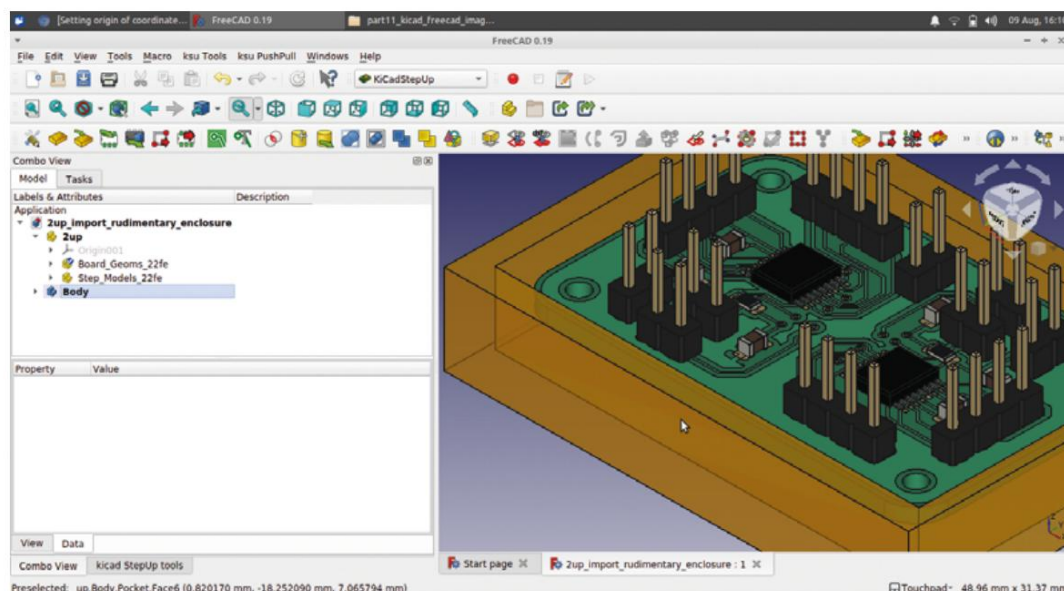 [Setting origin of coordinate... FreeCAD 0.19 part11_kicad_freecad_imag... 09 Aug, 16:16
FreeCAD 0.19
File Edit View Tools Macro ksu Tools ksu PushPull Windows Help
KiCadStepUp
Combo View
Model Tasks
Labels & Attributes Description
Application
2up_import_rudimentary_enclosure
2up
Origin001
Board_Geoms_22fe
Step_Models_22fe
Body
Property Value
View Data
Combo View kicad StepUp tools
Start page 2up_import_rudimentary_enclosure : 1
Preselected: up.Body.Pocket.Face6 (0.820170 mm, -18.252090 mm, 7.065794 mm) Touchpad 48.96 mm x 31.37 mm